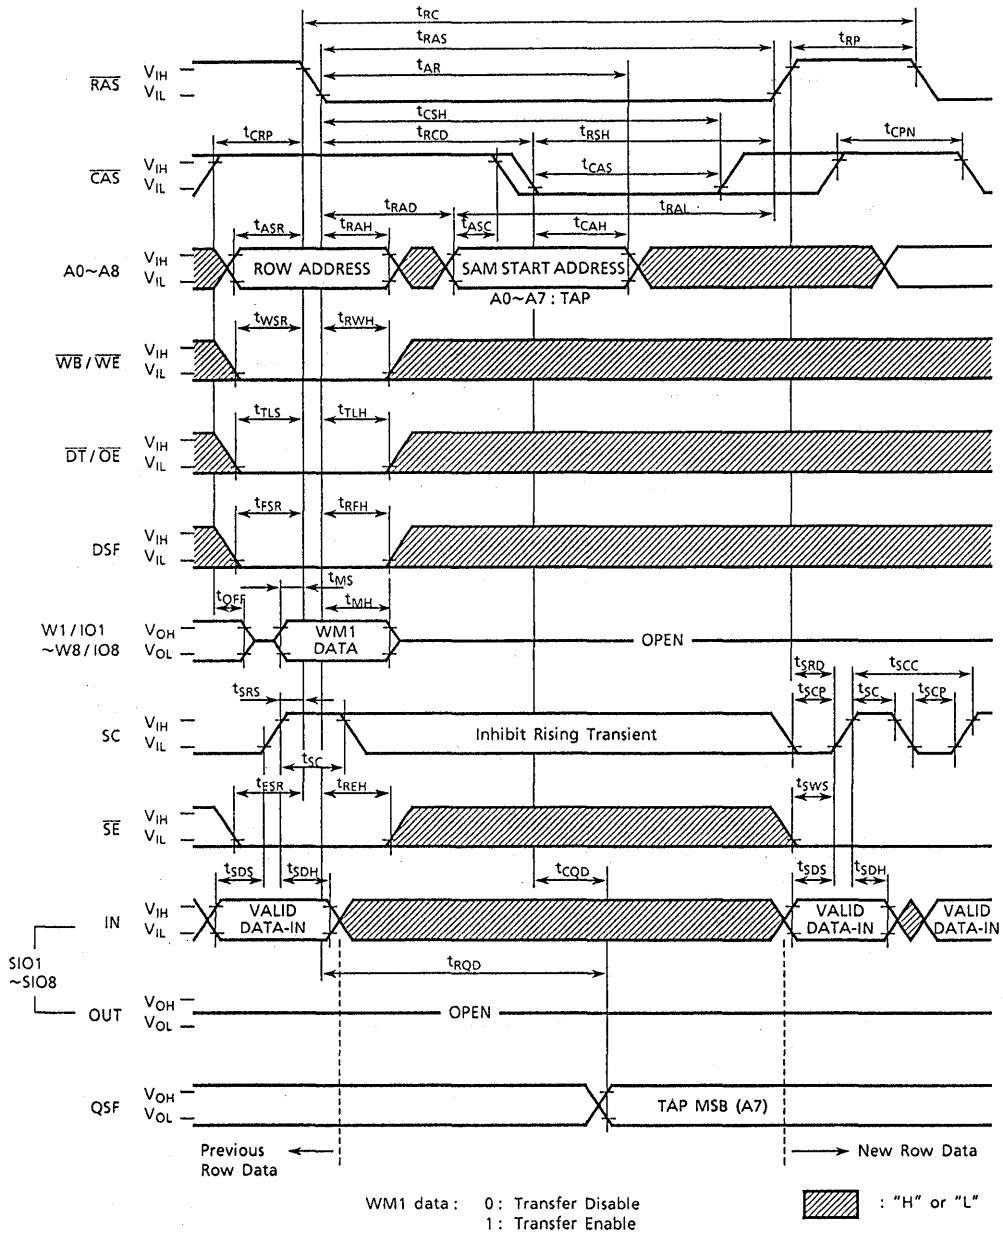 tRC
tRAS
tRP
tAR
RAS
VIH
VIL
tCSH
tCRP
tRCD
tRSH
tCPN
CAS
VIH
VIL
tCAS
tRAD
tRAL
tASR
tRAH
tASC
tCAH
A0~A8
VIH
VIL
ROW ADDRESS
SAM START ADDRESS
A0~A7 : TAP
tWSR
tRWH
WB / WE
VIH
VIL
tTLS
tTLH
DT / OE
VIH
VIL
tFSR
tRFH
DSF
VIH
VIL
tMS
tOFF
tMH
W1 / IO1
~W8 / IO8
VOH
VOL
WM1
DATA
OPEN
tSRD
tSCC
tSRS
tSCP
tSC
tSCP
SC
VIH
VIL
Inhibit Rising Transient
tSC
tESR
tREH
tSWS
SE
VIH
VIL
tSDS
tSDH
tCQD
tSDS
tSDH
IN
VIH
VIL
VALID
DATA-IN
VALID
DATA-IN
VALID
DATA-IN
SIO1
~SIO8
tRQD
OUT
VOH
VOL
OPEN
QSF
VOH
VOL
TAP MSB (A7)
Previous
Row Data
New Row Data
WM1 data : 0 : Transfer Disable
1 : Transfer Enable
: "H" or "L"